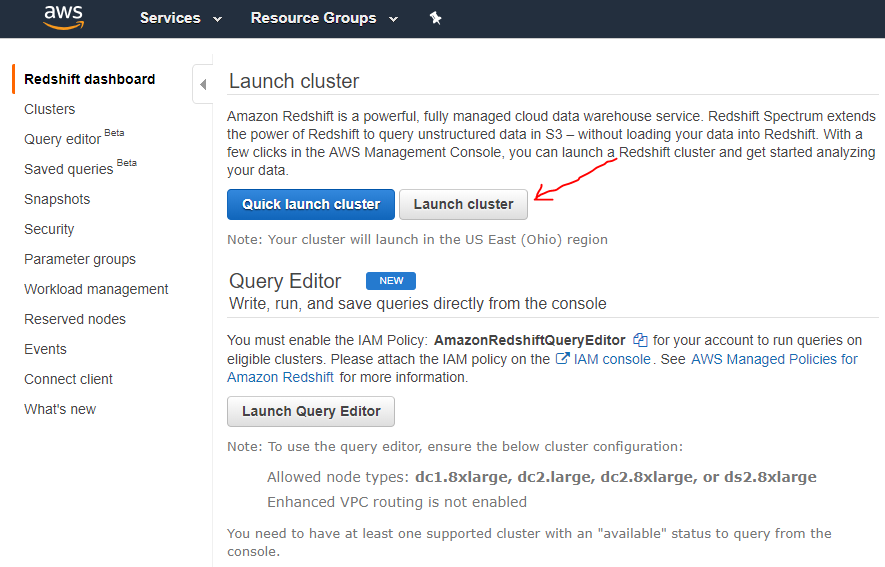 aws Services Resource Groups
Redshift dashboard
Clusters
Query editor Beta
Saved queries Beta
Snapshots
Security
Parameter groups
Workload management
Reserved nodes
Events
Connect client
What's new
Launch cluster
Amazon Redshift is a powerful, fully managed cloud data warehouse service. Redshift Spectrum extends
the power of Redshift to query unstructured data in S3 – without loading your data into Redshift. With a
few clicks in the AWS Management Console, you can launch a Redshift cluster and get started analyzing
your data.
Quick launch cluster Launch cluster
Note: Your cluster will launch in the US East (Ohio) region
Query Editor NEW
Write, run, and save queries directly from the console
You must enable the IAM Policy: AmazonRedshiftQueryEditor for your account to run queries on
eligible clusters. Please attach the IAM policy on the IAM console. See AWS Managed Policies for
Amazon Redshift for more information.
Launch Query Editor
Note: To use the query editor, ensure the below cluster configuration:
Allowed node types: dc1.8xlarge, dc2.large, dc2.8xlarge, or ds2.8xlarge
Enhanced VPC routing is not enabled
You need to have at least one supported cluster with an "available" status to query from the
console.